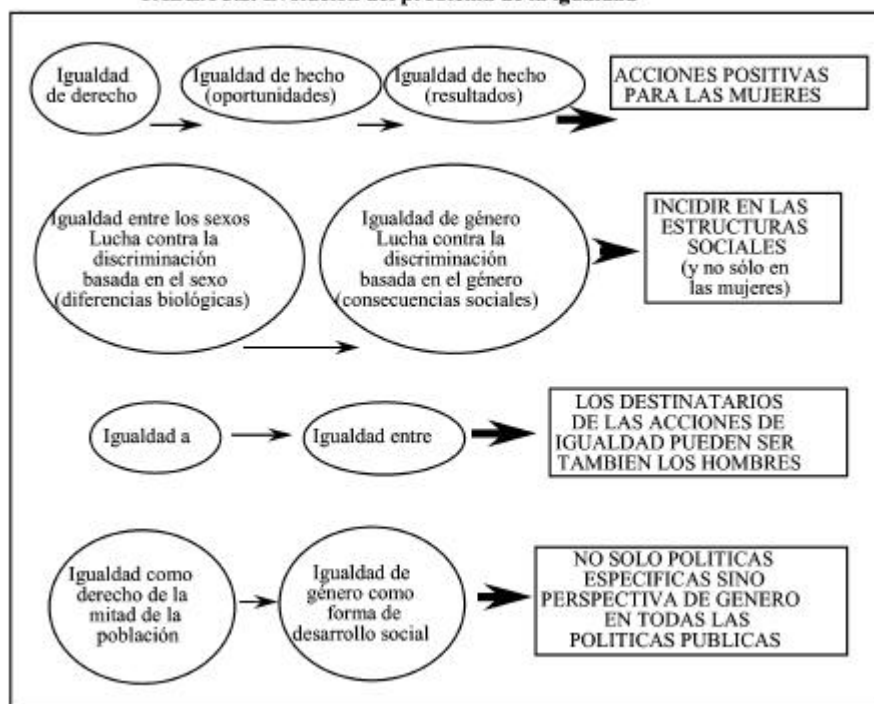 Igualdad
de derecho
Igualdad de hecho
(oportunidades)
Igualdad de hecho
(resultados)
ACCIONES POSITIVAS
PARA LAS MUJERES
Igualdad entre los sexos
Lucha contra la
discriminación
basada en el sexo
(diferencias biológicas)
Igualdad de género
Lucha contra la
discriminación
basada en el género
(consecuencias sociales)
INCIDIR EN LAS
ESTRUCTURAS
SOCIALES
(y no sólo en
las mujeres)
Igualdad a
Igualdad entre
LOS DESTINATARIOS
DE LAS ACCIONES DE
IGUALDAD PUEDEN SER
TAMBIEN LOS HOMBRES
Igualdad como
derecho de la
mitad de la
población
Igualdad de
género como
forma de
desarrollo social
NO SOLO POLITICAS
ESPECIFICAS SINO
PERSPECTIVA DE GENERO
EN TODAS LAS
POLITICAS PUBLICAS